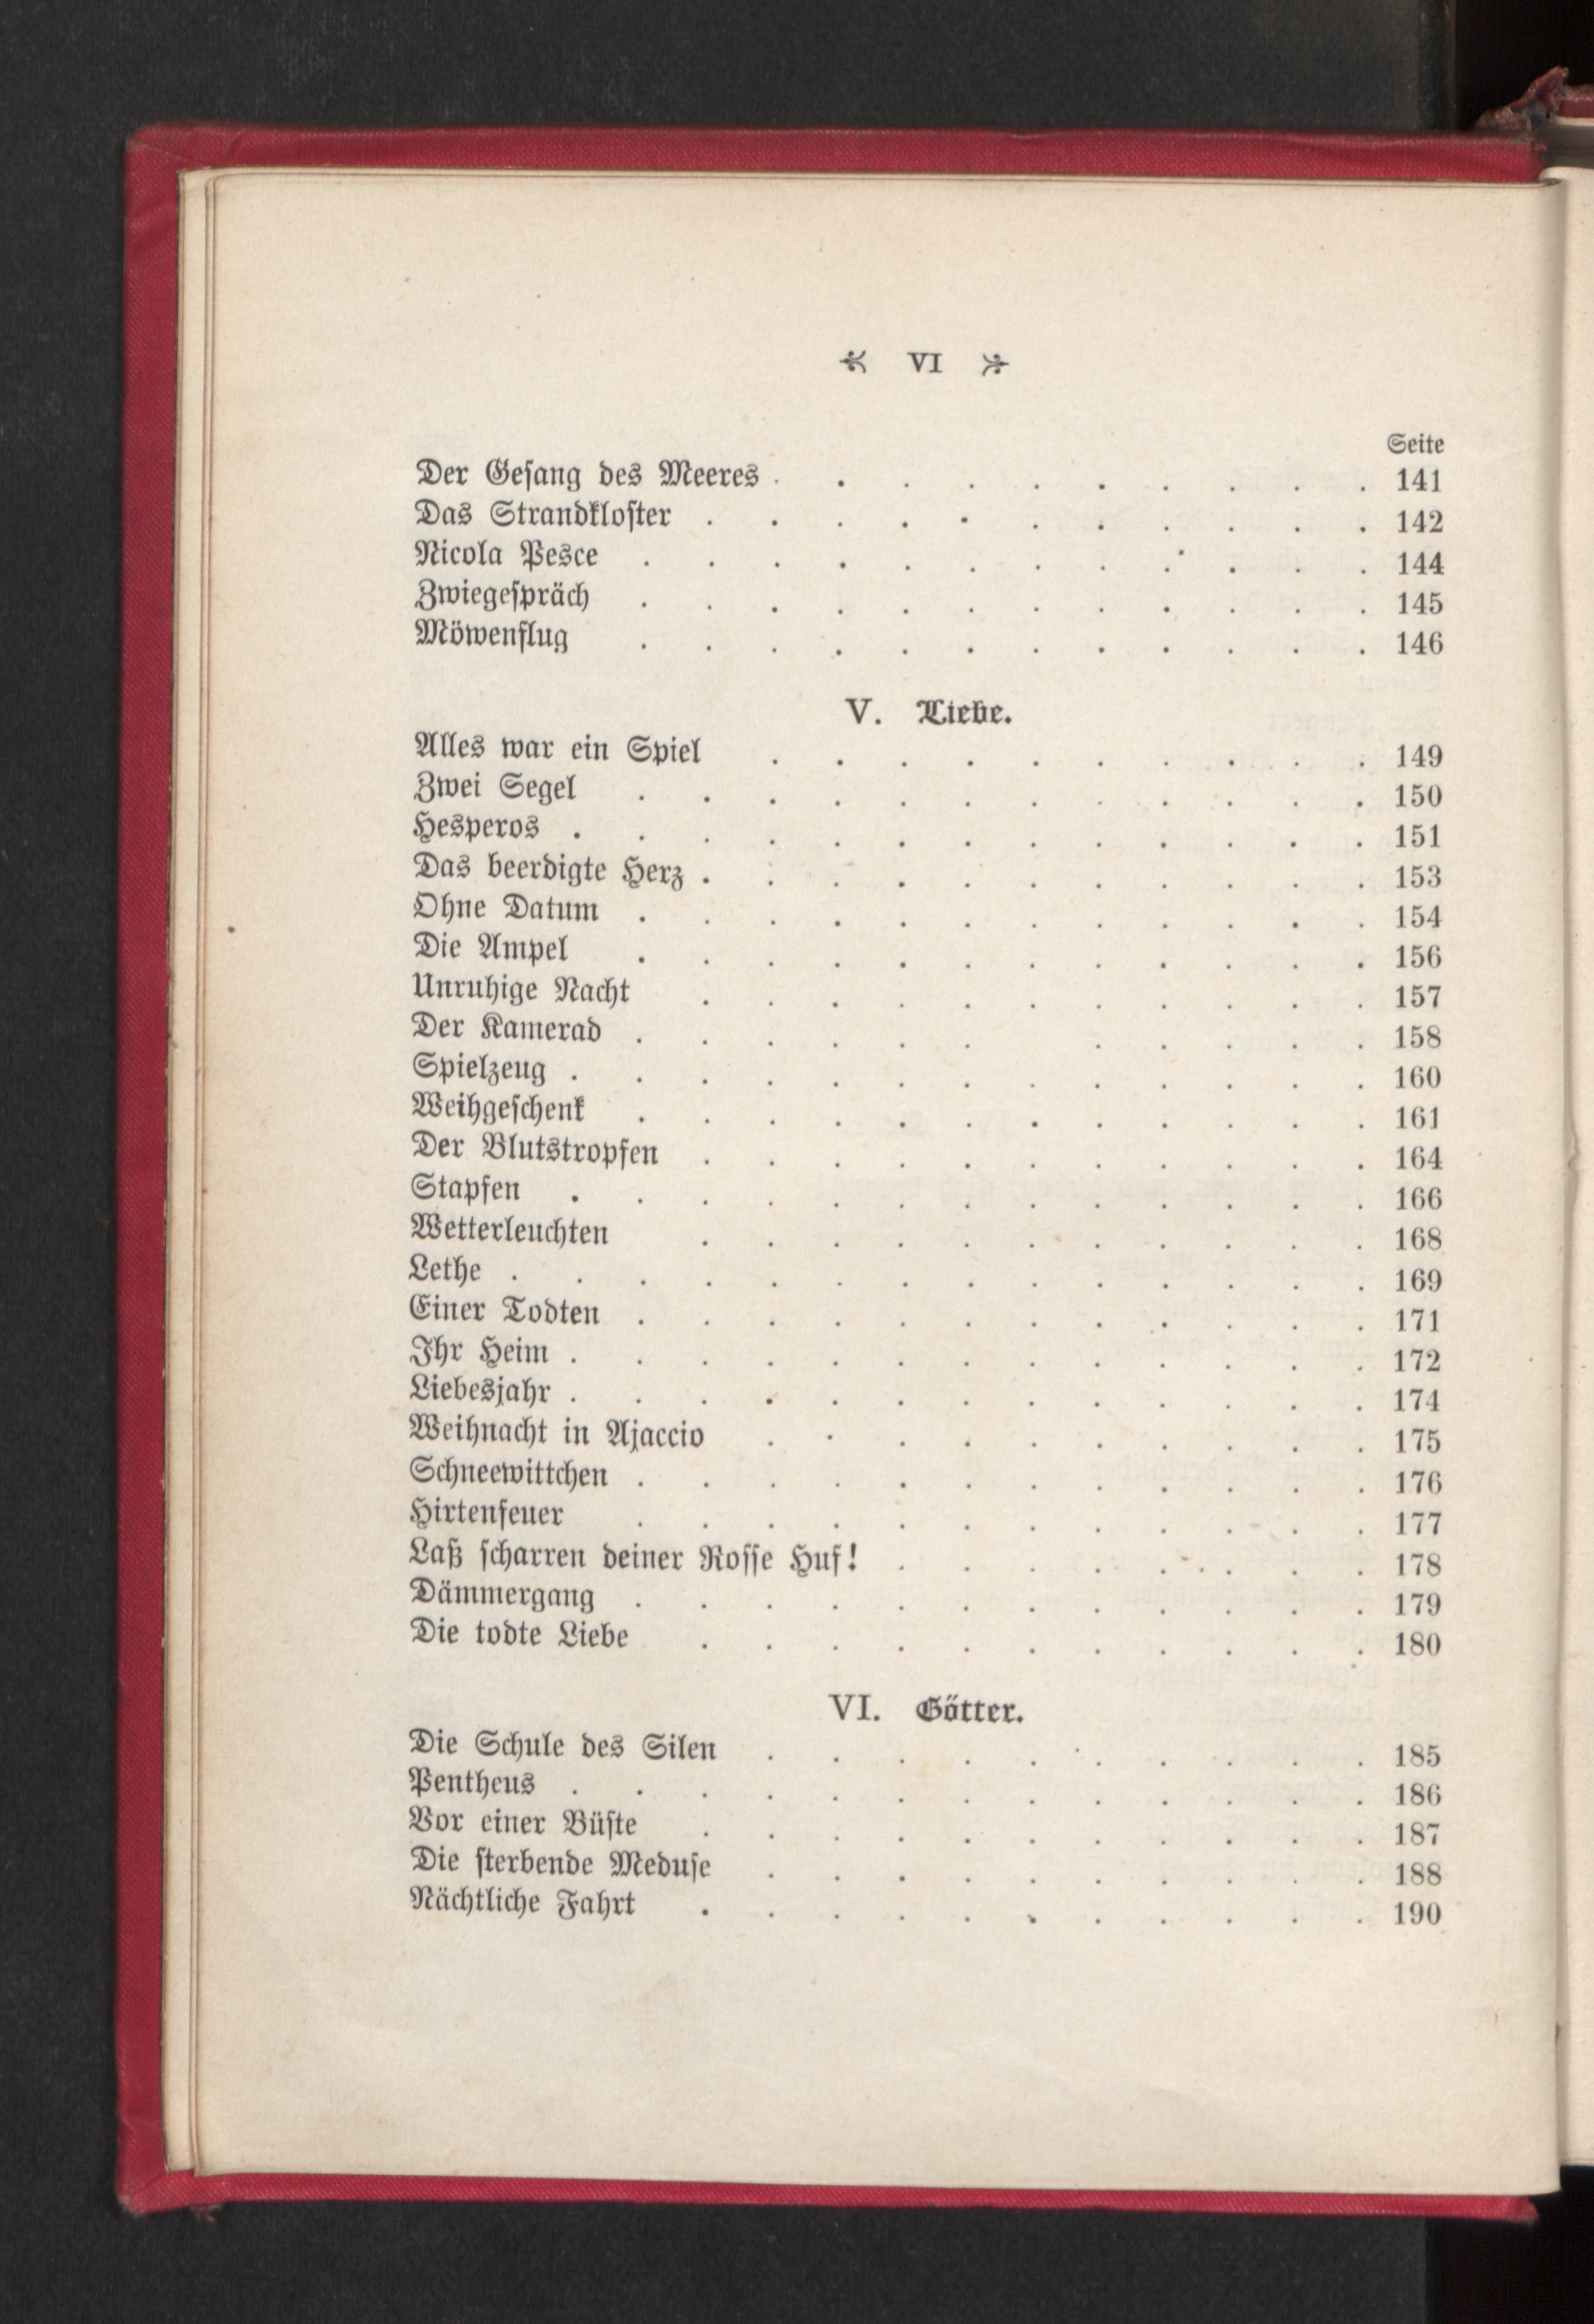 VI
Seite
Der Geſang des Meeres . . . . . . . . . . 141
Das Strandkloſter . . . . . . . . . . . 142
Nicola Pesce . . . . . . . . . . . . 144
Zwiegeſpräch . . . . . . . . . . . . 145
Möwenflug . . . . . . . . . . . . 146
V. Liebe.
Alles war ein Spiel . . . . . . . . . . 149
Zwei Segel . . . . . . . . . . . . 150
Hesperos . . . . . . . . . . . . . 151
Das beerdigte Herz . . . . . . . . . . . 153
Ohne Datum . . . . . . . . . . . . 154
Die Ampel . . . . . . . . . . . . 156
Unruhige Nacht . . . . . . . . . . . 157
Der Kamerad . . . . . . . . . . . 158
Spielzeug . . . . . . . . . . . . . 160
Weihgeſchenk . . . . . . . . . . . . 161
Der Blutstropfen . . . . . . . . . . . 164
Stapfen . . . . . . . . . . . . . 166
Wetterleuchten . . . . . . . . . . . 168
Lethe . . . . . . . . . . . . . . 169
Einer Todten . . . . . . . . . . . . 171
Ihr Heim . . . . . . . . . . . . . 172
Liebesjahr . . . . . . . . . . . . . 174
Weihnacht in Ajaccio . . . . . . . . . . 175
Schneewittchen . . . . . . . . . . . . 176
Hirtenfeuer . . . . . . . . . . . . 177
Laß ſcharren deiner Roſſe Huf! . . . . . . . . 178
Dämmergang . . . . . . . . . . . . 179
Die todte Liebe . . . . . . . . . . . 180
VI. Götter.
Die Schule des Silen . . . . . . . . . . 185
Pentheus . . . . . . . . . . . . . 186
Vor einer Büſte . . . . . . . . . . . 187
Die ſterbende Meduſe . . . . . . . . . . 188
Nächtliche Fahrt . . . . . . . . . . . 190